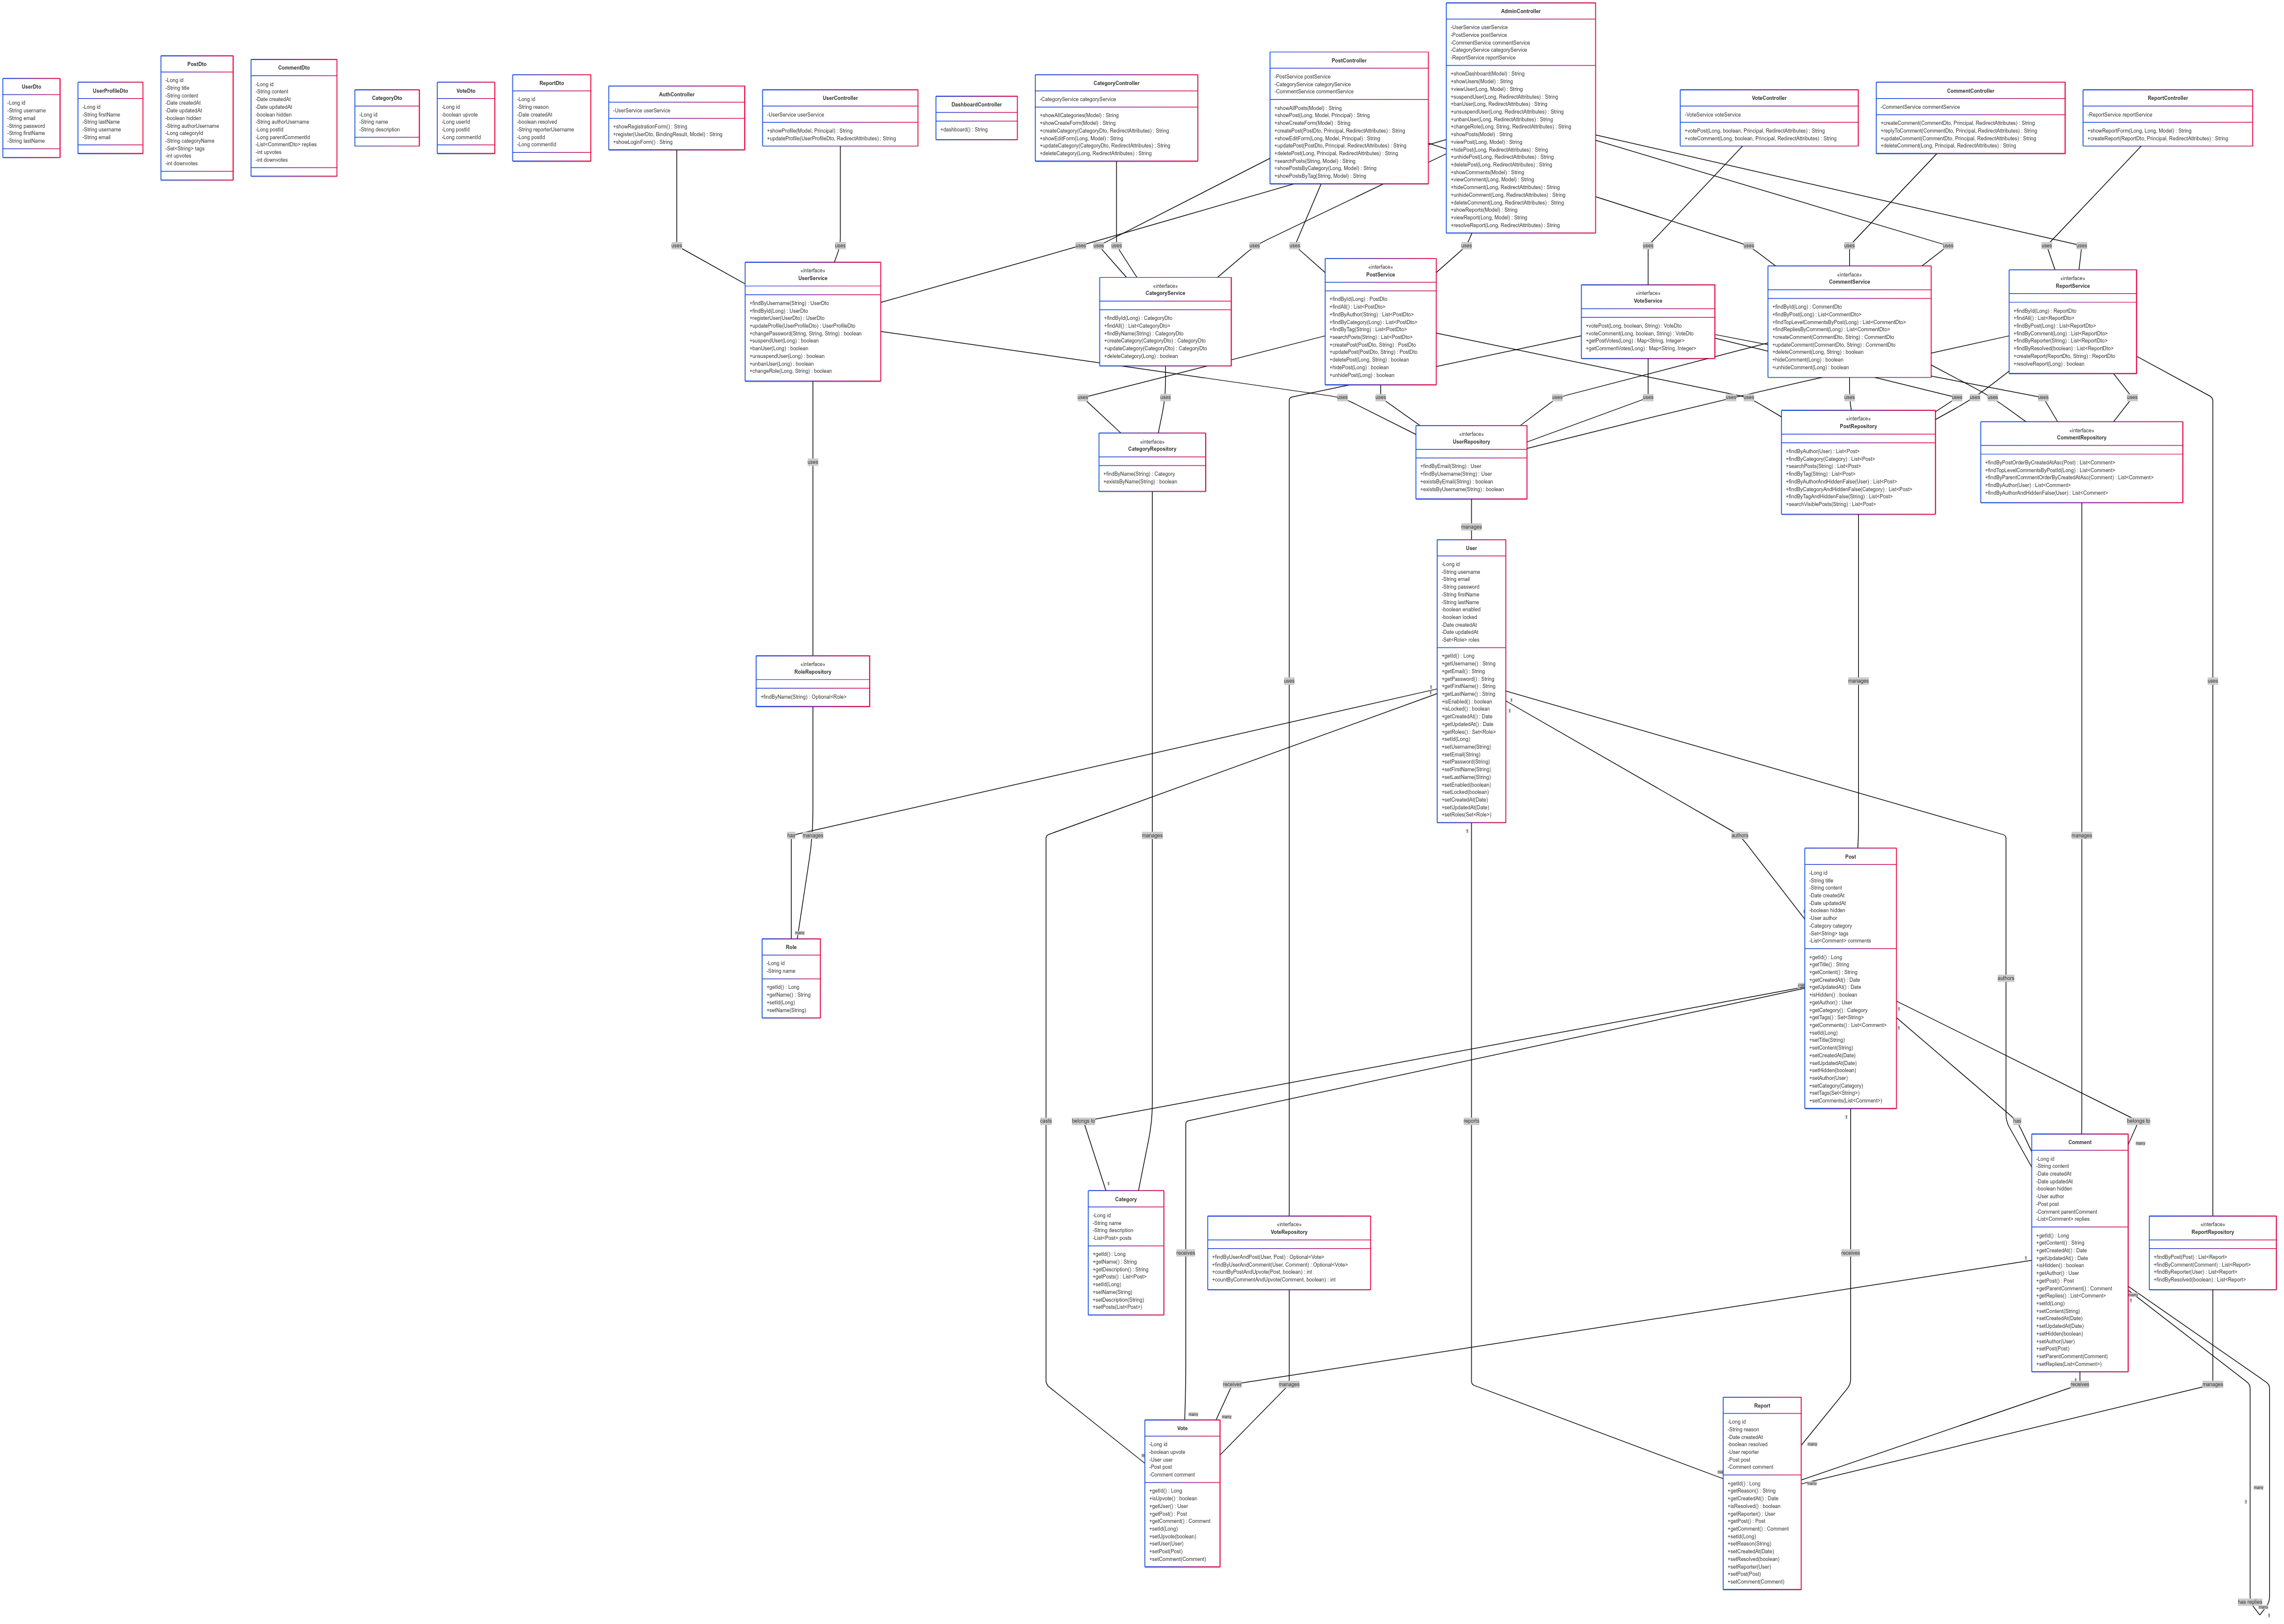 UserDto
-Long id
-String username
-String email
-String password
-String firstName
-String lastName
UserProfileDto
-Long id
-String firstName
-String lastName
-String username
-String email
PostDto
-Long id
-String title
-String content
-Date createdAt
-Date updatedAt
-boolean hidden
-String authorUsername
-Long categoryId
-String categoryName
-Set<String> tags
-int upvotes
-int downvotes
CommentDto
-Long id
-String content
-Date createdAt
-Date updatedAt
-boolean hidden
-String authorUsername
-Long postId
-Long parentCommentId
-List<CommentDto> replies
-int upvotes
-int downvotes
CategoryDto
-Long id
-String name
-String description
VoteDto
-Long id
-boolean upvote
-Long userId
-Long postId
-Long commentId
ReportDto
-Long id
-String reason
-Date createdAt
-boolean resolved
-String reporterUsername
-Long postId
-Long commentId
AuthController
-UserService userService
+showRegistrationForm() : String
+register(UserDto, BindingResult, Model) : String
+showLoginForm() : String
UserController
-UserService userService
+showProfile(Model, Principal) : String
+updateProfile(UserProfileDto, RedirectAttributes) : String
DashboardController
+dashboard() : String
CategoryController
-CategoryService categoryService
+showAllCategories(Model) : String
+showCreateForm(Model) : String
+createCategory(CategoryDto, RedirectAttributes) : String
+showEditForm(Long, Model) : String
+updateCategory(CategoryDto, RedirectAttributes) : String
+deleteCategory(Long, RedirectAttributes) : String
PostController
-PostService postService
-CategoryService categoryService
-CommentService commentService
+showAllPosts(Model) : String
+showPost(Long, Model, Principal) : String
+showCreateForm(Model) : String
+createPost(PostDto, Principal, RedirectAttributes) : String
+showEditForm(Long, Model, Principal) : String
+updatePost(PostDto, Principal, RedirectAttributes) : String
+deletePost(Long, Principal, RedirectAttributes) : String
+searchPosts(String, Model) : String
+showPostsByCategory(Long, Model) : String
+showPostsByTag(String, Model) : String
AdminController
-UserService userService
-PostService postService
-CommentService commentService
-CategoryService categoryService
-ReportService reportService
+showDashboard(Model) : String
+showUsers(Model) : String
+viewUser(Long, Model) : String
+suspendUser(Long, RedirectAttributes) : String
+banUser(Long, RedirectAttributes) : String
+unsuspendUser(Long, RedirectAttributes) : String
+unbanUser(Long, RedirectAttributes) : String
+changeRole(Long, String, RedirectAttributes) : String
+showPosts(Model) : String
+viewPost(Long, Model) : String
+hidePost(Long, RedirectAttributes) : String
+unhidePost(Long, RedirectAttributes) : String
+deletePost(Long, RedirectAttributes) : String
+showComments(Model) : String
+viewComment(Long, Model) : String
+hideComment(Long, RedirectAttributes) : String
+unhideComment(Long, RedirectAttributes) : String
+deleteComment(Long, RedirectAttributes) : String
+showReports(Model) : String
+viewReport(Long, Model) : String
+resolveReport(Long, RedirectAttributes) : String
VoteController
-VoteService voteService
+votePost(Long, boolean, Principal, RedirectAttributes) : String
+voteComment(Long, boolean, Principal, RedirectAttributes) : String
CommentController
-CommentService commentService
+createComment(CommentDto, Principal, RedirectAttributes) : String
+replyToComment(CommentDto, Principal, RedirectAttributes) : String
+updateComment(CommentDto, Principal, RedirectAttributes) : String
+deleteComment(Long, Principal, RedirectAttributes) : String
ReportController
-ReportService reportService
+showReportForm(Long, Long, Model) : String
+createReport(ReportDto, Principal, RedirectAttributes) : String
uses
uses
uses
uses
uses
uses
uses
uses
uses
uses
uses
uses
uses
uses
«interface»
UserService
+findByUsername(String) : UserDto
+findById(Long) : UserDto
+registerUser(UserDto) : UserDto
+updateProfile(UserProfileDto) : UserProfileDto
+changePassword(String, String, String) : boolean
+suspendUser(Long) : boolean
+banUser(Long) : boolean
+unsuspendUser(Long) : boolean
+unbanUser(Long) : boolean
+changeRole(Long, String) : boolean
«interface»
CategoryService
+findById(Long) : CategoryDto
+findAll() : List<CategoryDto>
+findByName(String) : CategoryDto
+createCategory(CategoryDto) : CategoryDto
+updateCategory(CategoryDto) : CategoryDto
+deleteCategory(Long) : boolean
«interface»
PostService
+findById(Long) : PostDto
+findAll() : List<PostDto>
+findByAuthor(String) : List<PostDto>
+findByCategory(Long) : List<PostDto>
+findByTag(String) : List<PostDto>
+searchPosts(String) : List<PostDto>
+createPost(PostDto, String) : PostDto
+updatePost(PostDto, String) : PostDto
+deletePost(Long, String) : boolean
+hidePost(Long) : boolean
+unhidePost(Long) : boolean
«interface»
VoteService
+votePost(Long, boolean, String) : VoteDto
+voteComment(Long, boolean, String) : VoteDto
+getPostVotes(Long) : Map<String, Integer>
+getCommentVotes(Long) : Map<String, Integer>
«interface»
CommentService
+findById(Long) : CommentDto
+findByPost(Long) : List<CommentDto>
+findTopLevelCommentsByPost(Long) : List<CommentDto>
+findRepliesByComment(Long) : List<CommentDto>
+createComment(CommentDto, String) : CommentDto
+updateComment(CommentDto, String) : CommentDto
+deleteComment(Long, String) : boolean
+hideComment(Long) : boolean
+unhideComment(Long) : boolean
«interface»
ReportService
+findById(Long) : ReportDto
+findAll() : List<ReportDto>
+findByPost(Long) : List<ReportDto>
+findByComment(Long) : List<ReportDto>
+findByReporter(String) : List<ReportDto>
+findByResolved(boolean) : List<ReportDto>
+createReport(ReportDto, String) : ReportDto
+resolveReport(Long) : boolean
uses
uses
uses
uses
uses
uses
uses
uses
uses
uses
uses
uses
uses
uses
«interface»
CategoryRepository
+findByName(String) : Category
+existsByName(String) : boolean
«interface»
UserRepository
+findByEmail(String) : User
+findByUsername(String) : User
+existsByEmail(String) : boolean
+existsByUsername(String) : boolean
«interface»
PostRepository
+findByAuthor(User) : List<Post>
+findByCategory(Category) : List<Post>
+searchPosts(String) : List<Post>
+findByTag(String) : List<Post>
+findByAuthorAndHiddenFalse(User) : List<Post>
+findByCategoryAndHiddenFalse(Category) : List<Post>
+findByTagAndHiddenFalse(String) : List<Post>
+searchVisiblePosts(String) : List<Post>
«interface»
CommentRepository
+findByPostOrderByCreatedAtAsc(Post) : List<Comment>
+findTopLevelCommentsByPostId(Long) : List<Comment>
+findByParentCommentOrderByCreatedAtAsc(Comment) : List<Comment>
+findByAuthor(User) : List<Comment>
+findByAuthorAndHiddenFalse(User) : List<Comment>
uses
manages
User
-Long id
-String username
-String email
-String password
-String firstName
-String lastName
-boolean enabled
-boolean locked
-Date createdAt
-Date updatedAt
-Set<Role> roles
+getId() : Long
+getUsername() : String
+getEmail() : String
+getPassword() : String
+getFirstName() : String
+getLastName() : String
+isEnabled() : boolean
+isLocked() : boolean
+getCreatedAt() : Date
+getUpdatedAt() : Date
+getRoles() : Set<Role>
+setId(Long)
+setUsername(String)
+setEmail(String)
+setPassword(String)
+setFirstName(String)
+setLastName(String)
+setEnabled(boolean)
+setLocked(boolean)
+setCreatedAt(Date)
+setUpdatedAt(Date)
+setRoles(Set<Role>)
«interface»
RoleRepository
+findByName(String) : Optional<Role>
uses
manages
uses
has
manages
manages
authors
manages
Role
-Long id
-String name
+getId() : Long
+getName() : String
+setId(Long)
+setName(String)
Post
-Long id
-String title
-String content
-Date createdAt
-Date updatedAt
-boolean hidden
-User author
-Category category
-Set<String> tags
-List<Comment> comments
+getId() : Long
+getTitle() : String
+getContent() : String
+getCreatedAt() : Date
+getUpdatedAt() : Date
+isHidden() : boolean
+getAuthor() : User
+getCategory() : Category
+getTags() : Set<String>
+getComments() : List<Comment>
+setId(Long)
+setTitle(String)
+setContent(String)
+setCreatedAt(Date)
+setUpdatedAt(Date)
+setHidden(boolean)
+setAuthor(User)
+setCategory(Category)
+setTags(Set<String>)
+setComments(List<Comment>)
authors
casts
belongs to
reports
has
belongs to
Comment
-Long id
-String content
-Date createdAt
-Date updatedAt
-boolean hidden
-User author
-Post post
-Comment parentComment
-List<Comment> replies
+getId() : Long
+getContent() : String
+getCreatedAt() : Date
+getUpdatedAt() : Date
+isHidden() : boolean
+getAuthor() : User
+getPost() : Post
+getParentComment() : Comment
+getReplies() : List<Comment>
+setId(Long)
+setContent(String)
+setCreatedAt(Date)
+setUpdatedAt(Date)
+setHidden(boolean)
+setAuthor(User)
+setPost(Post)
+setParentComment(Comment)
+setReplies(List<Comment>)
Category
-Long id
-String name
-String description
-List<Post> posts
+getId() : Long
+getName() : String
+getDescription() : String
+getPosts() : List<Post>
+setId(Long)
+setName(String)
+setDescription(String)
+setPosts(List<Post>)
receives
«interface»
VoteRepository
+findByUserAndPost(User, Post) : Optional<Vote>
+findByUserAndComment(User, Comment) : Optional<Vote>
+countByPostAndUpvote(Post, boolean) : int
+countByCommentAndUpvote(Comment, boolean) : int
receives
«interface»
ReportRepository
+findByPost(Post) : List<Report>
+findByComment(Comment) : List<Report>
+findByReporter(User) : List<Report>
+findByResolved(boolean) : List<Report>
receives
manages
receives
manages
Vote
-Long id
-boolean upvote
-User user
-Post post
-Comment comment
+getId() : Long
+isUpvote() : boolean
+getUser() : User
+getPost() : Post
+getComment() : Comment
+setId(Long)
+setUpvote(boolean)
+setUser(User)
+setPost(Post)
+setComment(Comment)
Report
-Long id
-String reason
-Date createdAt
-boolean resolved
-User reporter
-Post post
-Comment comment
+getId() : Long
+getReason() : String
+getCreatedAt() : Date
+isResolved() : boolean
+getReporter() : User
+getPost() : Post
+getComment() : Comment
+setId(Long)
+setReason(String)
+setCreatedAt(Date)
+setResolved(boolean)
+setReporter(User)
+setPost(Post)
+setComment(Comment)
has replies